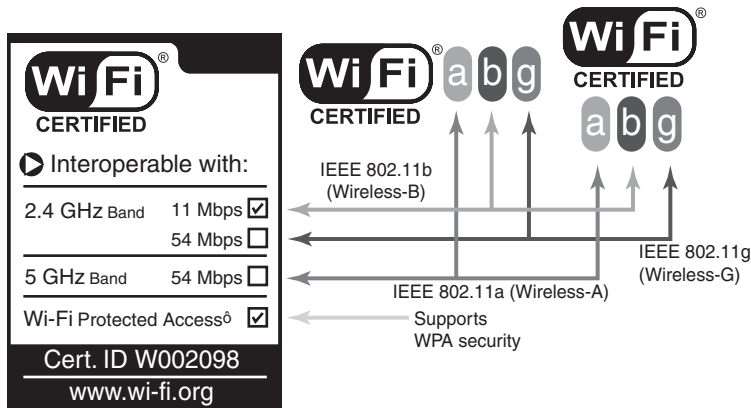 Wi Fi®
CERTIFIED
Interoperable with:
2.4 GHz Band 11 Mbps
54 Mbps
5 GHz Band 54 Mbps
Wi-Fi Protected Accessô
Cert. ID W002098
www.wi-fi.org
Wi Fi® a b g
CERTIFIED
Wi Fi®
CERTIFIED
a b g
IEEE 802.11b
(Wireless-B)
IEEE 802.11g
(Wireless-G)
IEEE 802.11a (Wireless-A)
Supports
WPA security